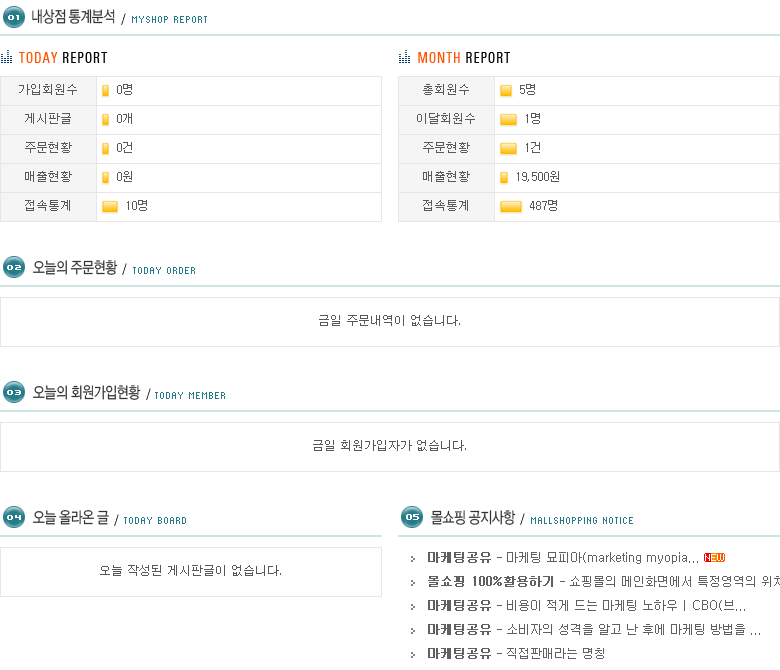 01 내상점 통계분석 / MYSHOP REPORT
TODAY REPORT
가입회원수 0명
게시판글 0개
주문현황 0건
매출현황 0원
접속통계 10명
MONTH REPORT
총회원수 5명
이달회원수 1명
주문현황 1건
매출현황 19,500원
접속통계 487명
02 오늘의 주문현황 / TODAY ORDER
금일 주문내역이 없습니다.
03 오늘의 회원가입현황 / TODAY MEMBER
금일 회원가입자가 없습니다.
04 오늘 올라온 글 / TODAY BOARD
오늘 작성된 게시판글이 없습니다.
05 몰쇼핑 공지사항 / MALLSHOPPING NOTICE
마케팅공유 - 마케팅 묘피아(marketing myopia... NEW
몰쇼핑 100%활용하기 - 쇼핑몰의 메인화면에서 특정영역의 위치
마케팅공유 - 비용이 적게 드는 마케팅 노하우 | CBO(브...
마케팅공유 - 소비자의 성격을 알고 난 후에 마케팅 방법을 ...
마케팅공유 - 직접판매라는 명칭